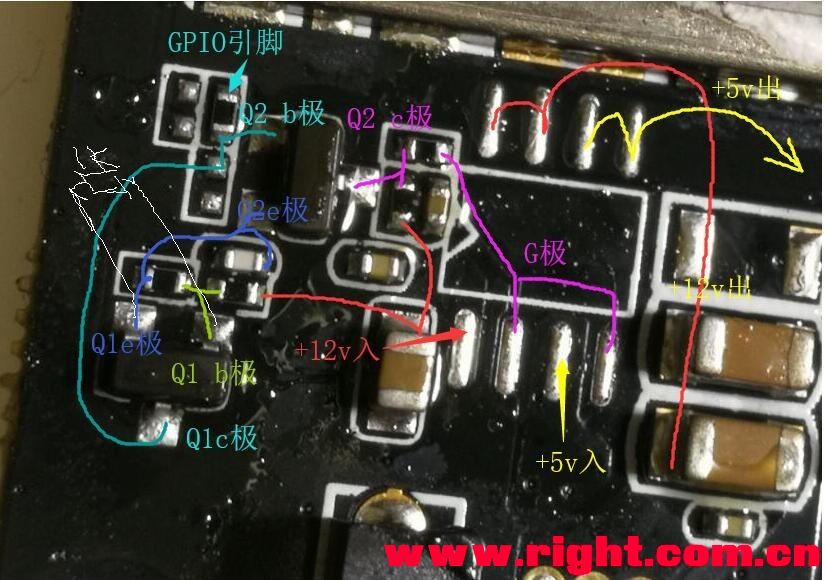 GPIO引脚
+5v出
Q2 b极
Q2 c极
Q2e极
G极
+12v出
Q1e极
+12v入
Q1 b极
Q1c极
+5v入
www.right.com.cn